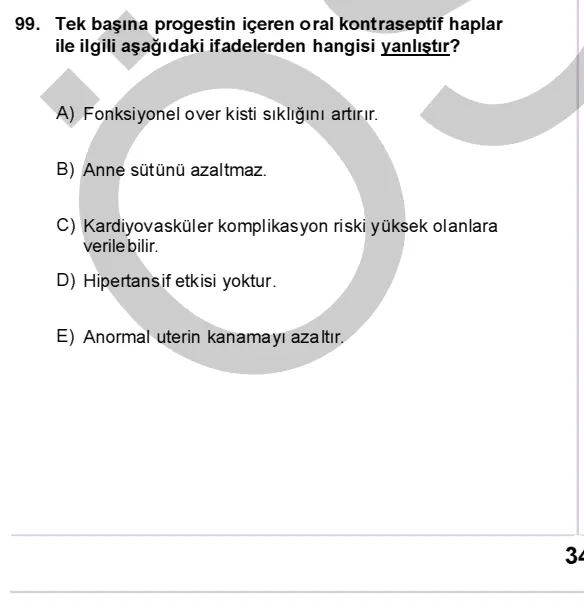 99. Tek başına progestin içeren oral kontraseptif haplar
ile ilgili aşağıdaki ifadelerden hangisi yanlıştır?
A) Fonksiyonel over kisti sıklığını artırır.
B) Anne sütünü azaltmaz.
C) Kardiyovasküler komplikasyon riski yüksek olanlara
verilebilir.
D) Hipertansif etkisi yoktur.
E) Anormal uterin kanamayı azaltır.
34